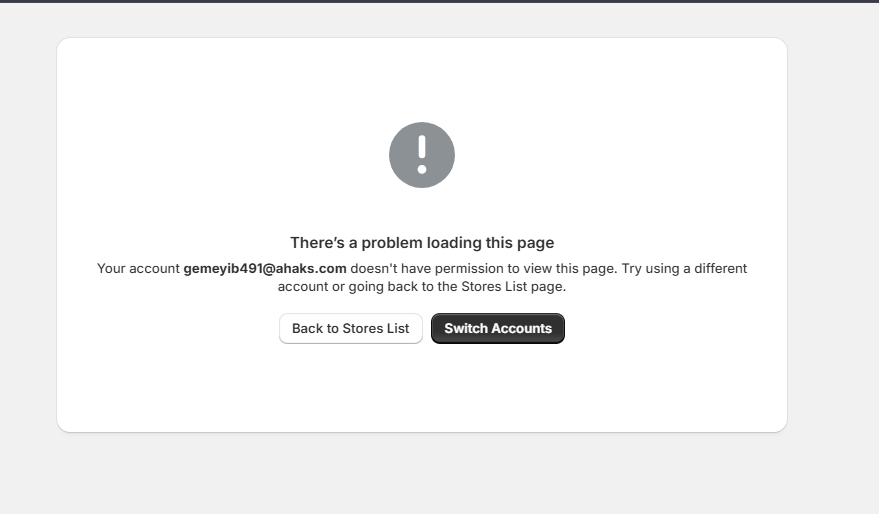 There's a problem loading this page
Your account gemeyib491@ahaks.com doesn't have permission to view this page. Try using a different
account or going back to the Stores List page.
Back to Stores List
Switch Accounts